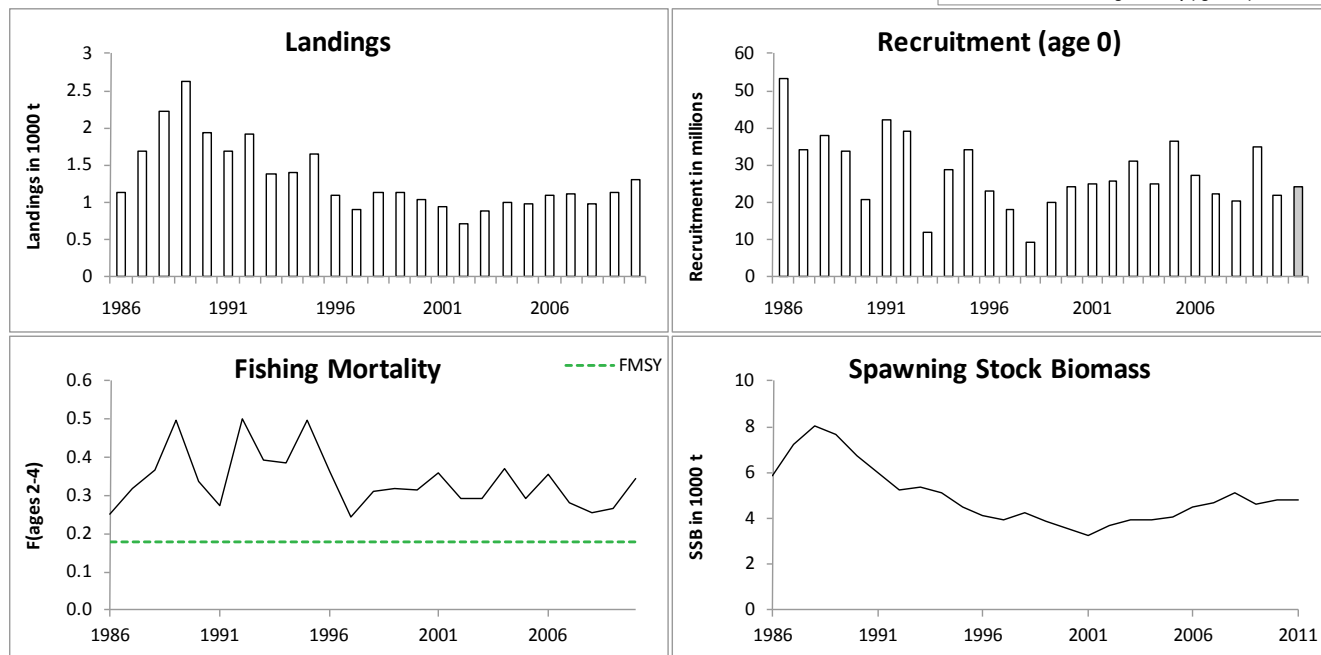 Landings
Landings in 1000 t
3
2.5
2
1.5
1
0.5
0
1986 1991 1996 2001 2006
Recruitment (age 0)
Recruitment in millions
60
50
40
30
20
10
0
1986 1991 1996 2001 2006
Fishing Mortality
FMSY
F(ages 2-4)
0.6
0.5
0.4
0.3
0.2
0.1
0.0
1986 1991 1996 2001 2006
Spawning Stock Biomass
SSB in 1000 t
10
8
6
4
2
0
1986 1991 1996 2001 2006 2011